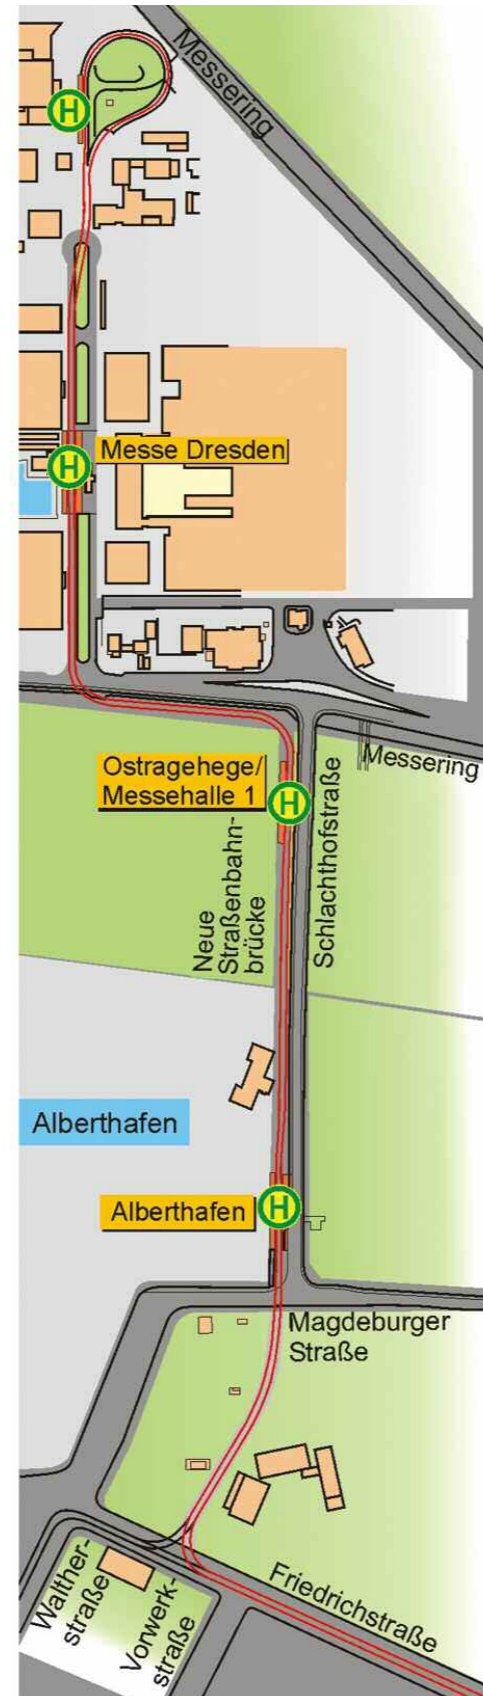 Messering
H
H
Messe Dresden
Ostragehege/
Messehalle 1
H
Messering
Schlachthofstraße
Neue
Straßenbahn-
brücke
Alberthafen
Alberthafen
H
Magdeburger
Straße
Friedrichstraße
Walther-
straße
Vorwerk-
straße